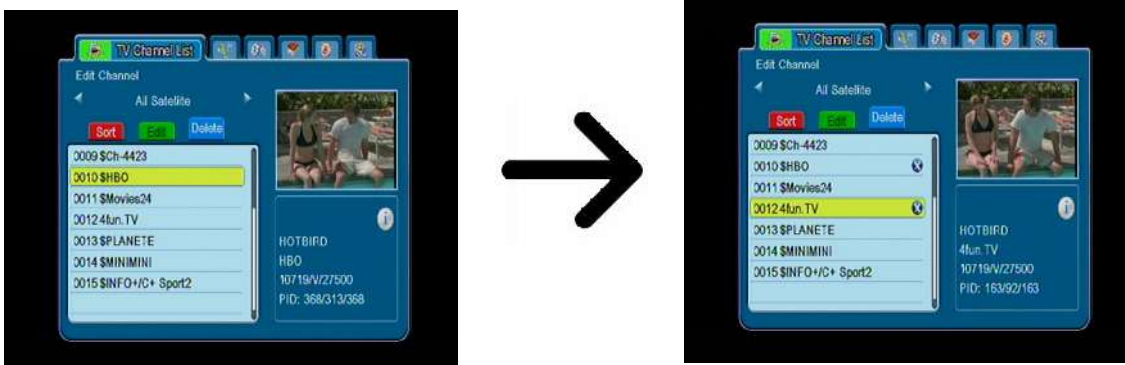 TV Channel List
Edit Channel
All Satellite
Sort Edit Delete
0009 $Ch-4423
0010 $HBO
0011 $Movies24
0012 4fun.TV
0013 $PLANETE
0014 $MINIMINI
0015 $INFO+/C+ Sport2
HOTBIRD
HBO
10719/V/27500
PID: 368/313/368
TV Channel List
Edit Channel
All Satellite
Sort Edit Delete
0009 $Ch-4423
0010 $HBO
0011 $Movies24
0012 4fun.TV
0013 $PLANETE
0014 $MINIMINI
0015 $INFO+/C+ Sport2
HOTBIRD
4fun.TV
10719/V/27500
PID: 163/92/163